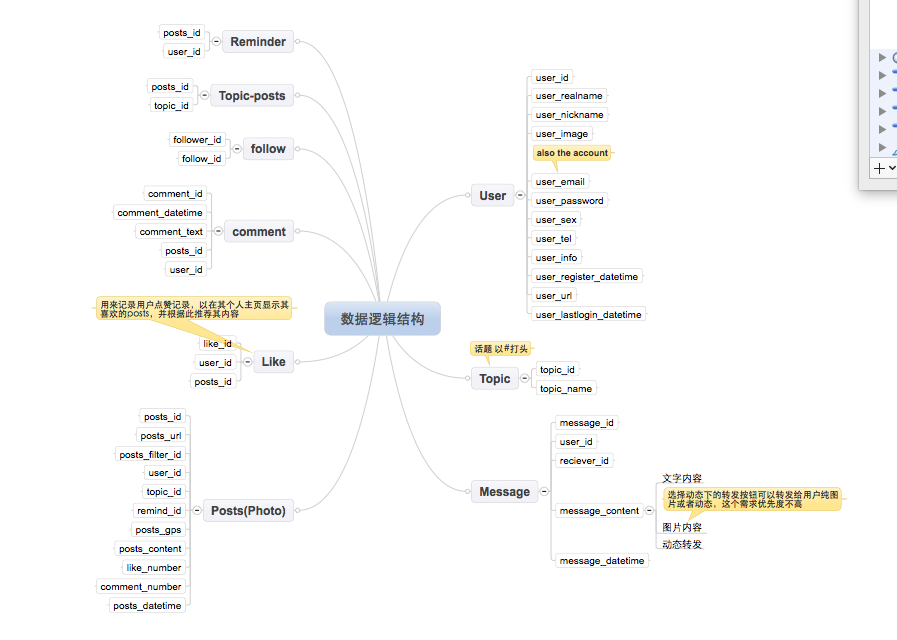 posts_id
user_id
Reminder
posts_id
topic_id
Topic-posts
follower_id
follow_id
follow
comment_id
comment_datetime
comment_text
posts_id
user_id
comment
用来记录用户点赞记录，以在其个人主页显示其
喜欢的posts，并根据此推荐其内容
like_id
user_id
posts_id
Like
posts_id
posts_url
posts_filter_id
user_id
topic_id
remind_id
posts_gps
posts_content
like_number
comment_number
posts_datetime
Posts(Photo)
数据逻辑结构
User
user_id
user_realname
user_nickname
user_image
also the account
user_email
user_password
user_sex
user_tel
user_info
user_register_datetime
user_url
user_lastlogin_datetime
话题 以#打头
Topic
topic_id
topic_name
Message
message_id
user_id
reciever_id
message_content
文字内容
选择动态下的转发按钮可以转发给用户纯图
片或者动态，这个需求优先度不高
图片内容
动态转发
message_datetime